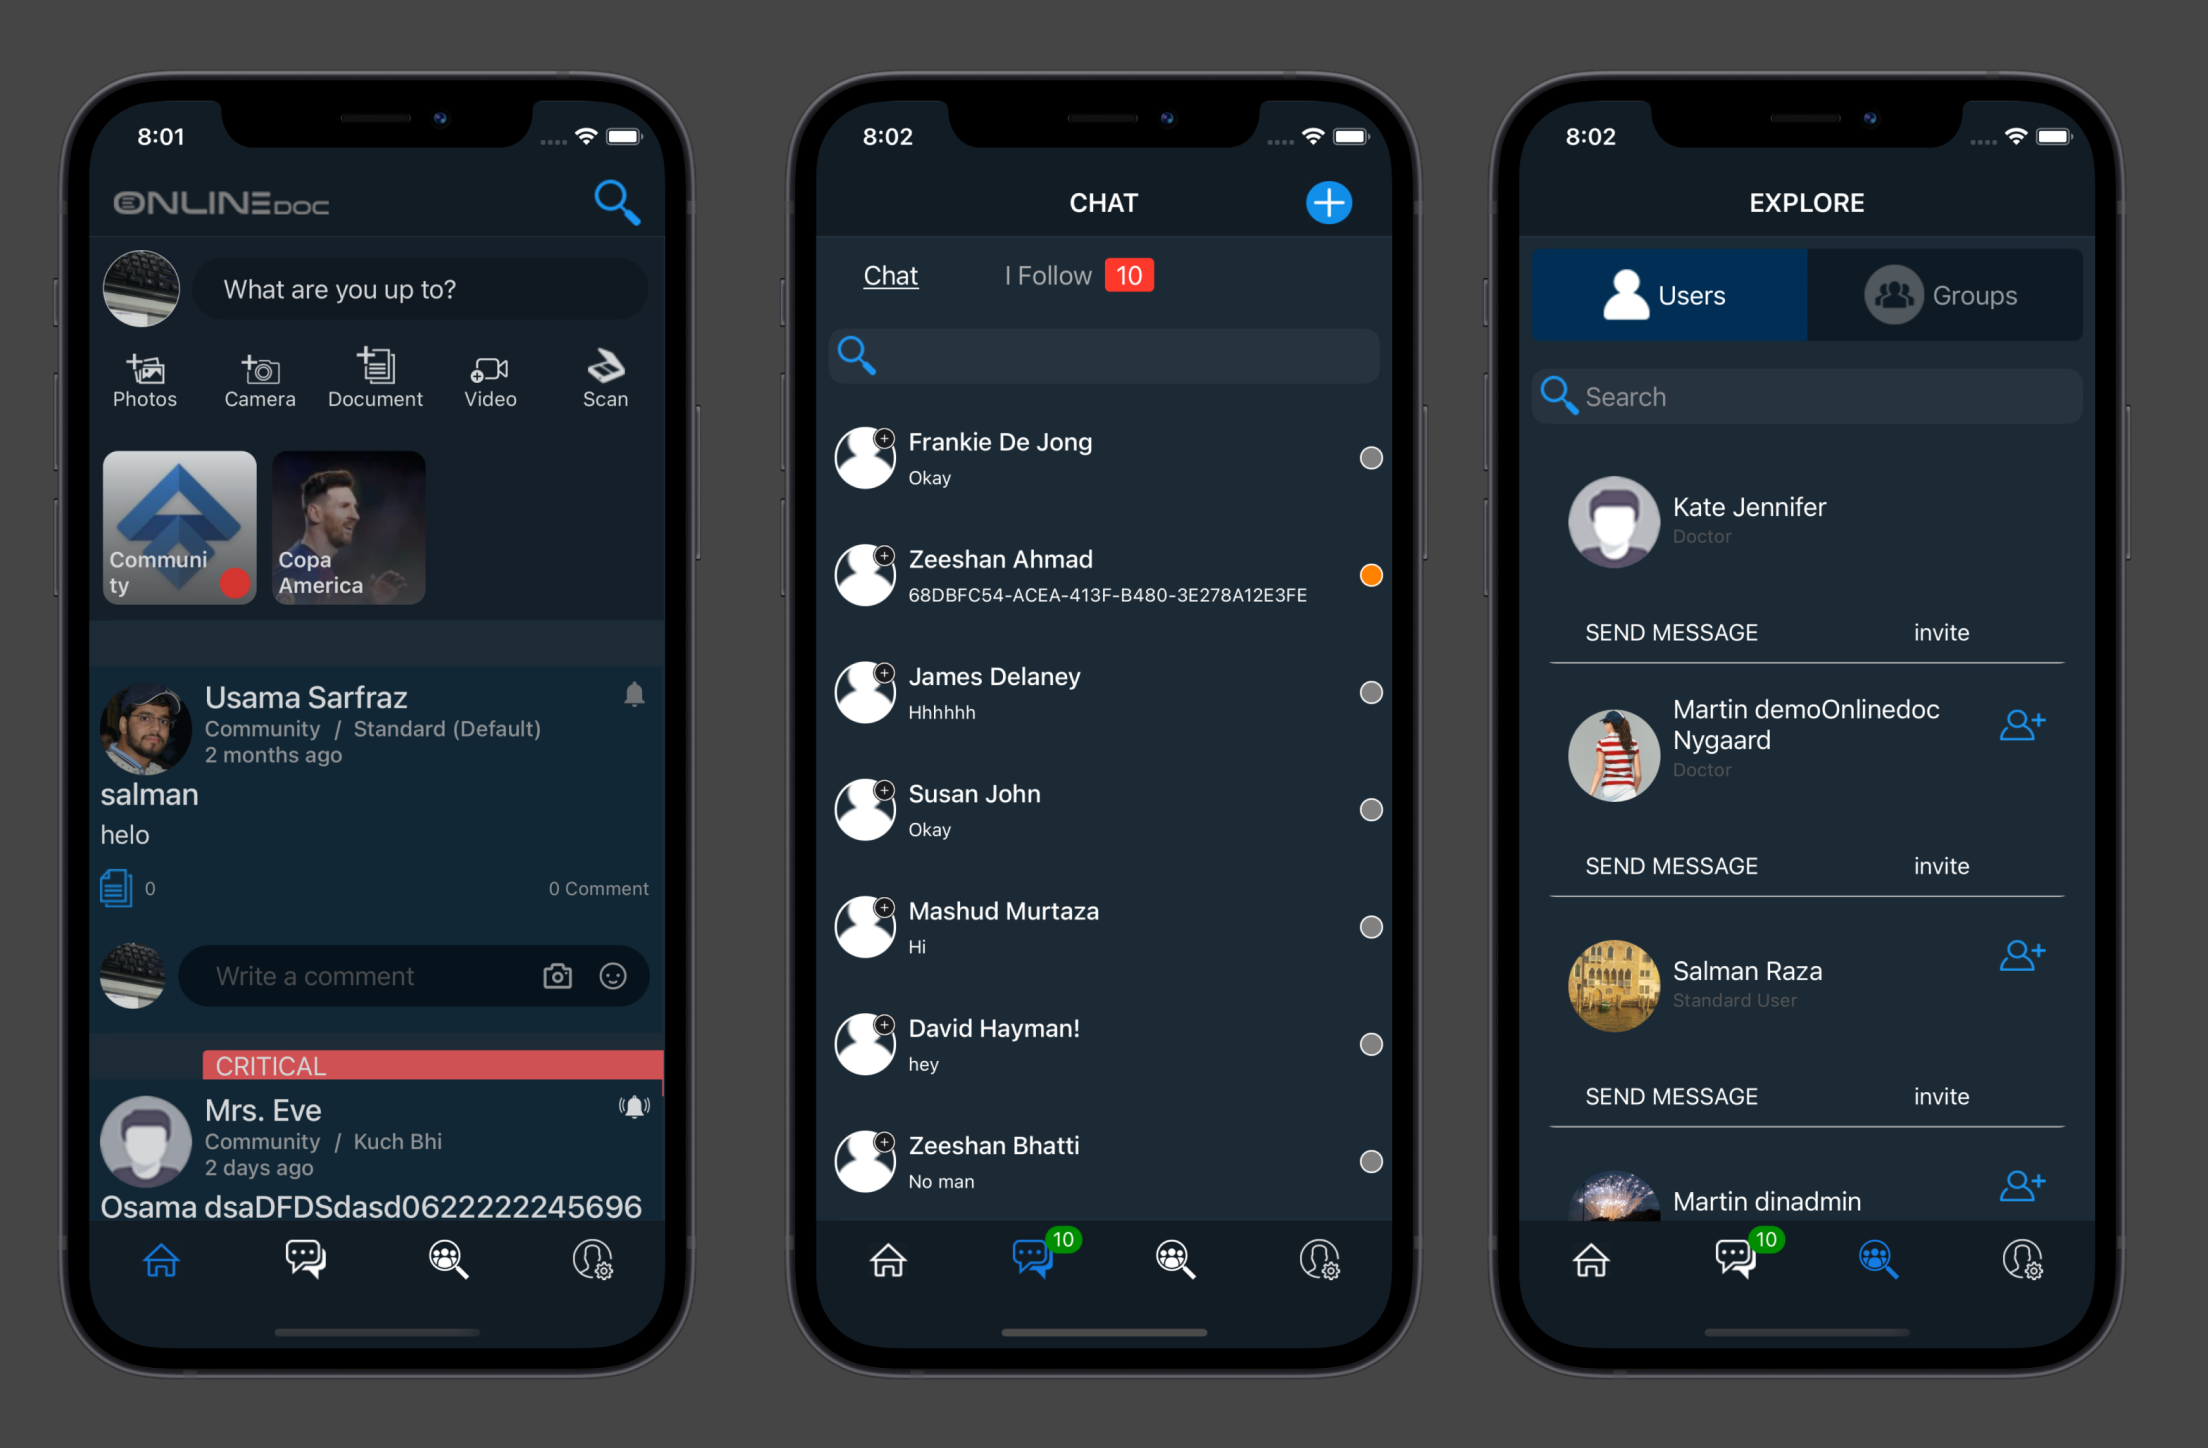 8:01
ONLINEDOC
What are you up to?
Photos Camera Document Video Scan
Communi
ty
Copa
America
Usama Sarfraz
Community / Standard (Default)
2 months ago
salman
helo
0 0 Comment
Write a comment
CRITICAL
Mrs. Eve
Community / Kuch Bhi
2 days ago
Osama dsaDFDSdasd0622222245696
8:02
CHAT
Chat I Follow 10
Frankie De Jong
Okay
Zeeshan Ahmad
68DBFC54-ACEA-413F-B480-3E278A12E3FE
James Delaney
Hhhhhh
Susan John
Okay
Mashud Murtaza
Hi
David Hayman!
hey
Zeeshan Bhatti
No man
10
8:02
EXPLORE
Users Groups
Search
Kate Jennifer
Doctor
SEND MESSAGE invite
Martin demoOnlinedoc
Nygaard
Doctor
SEND MESSAGE invite
Salman Raza
Standard User
SEND MESSAGE invite
Martin dinadmin
10